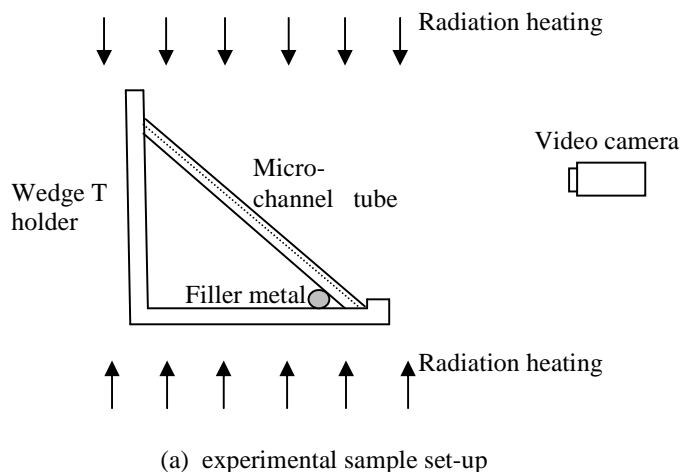 Radiation heating
Video camera
Micro-
channel tube
Wedge T
holder
Filler metal
Radiation heating
(a) experimental sample set-up